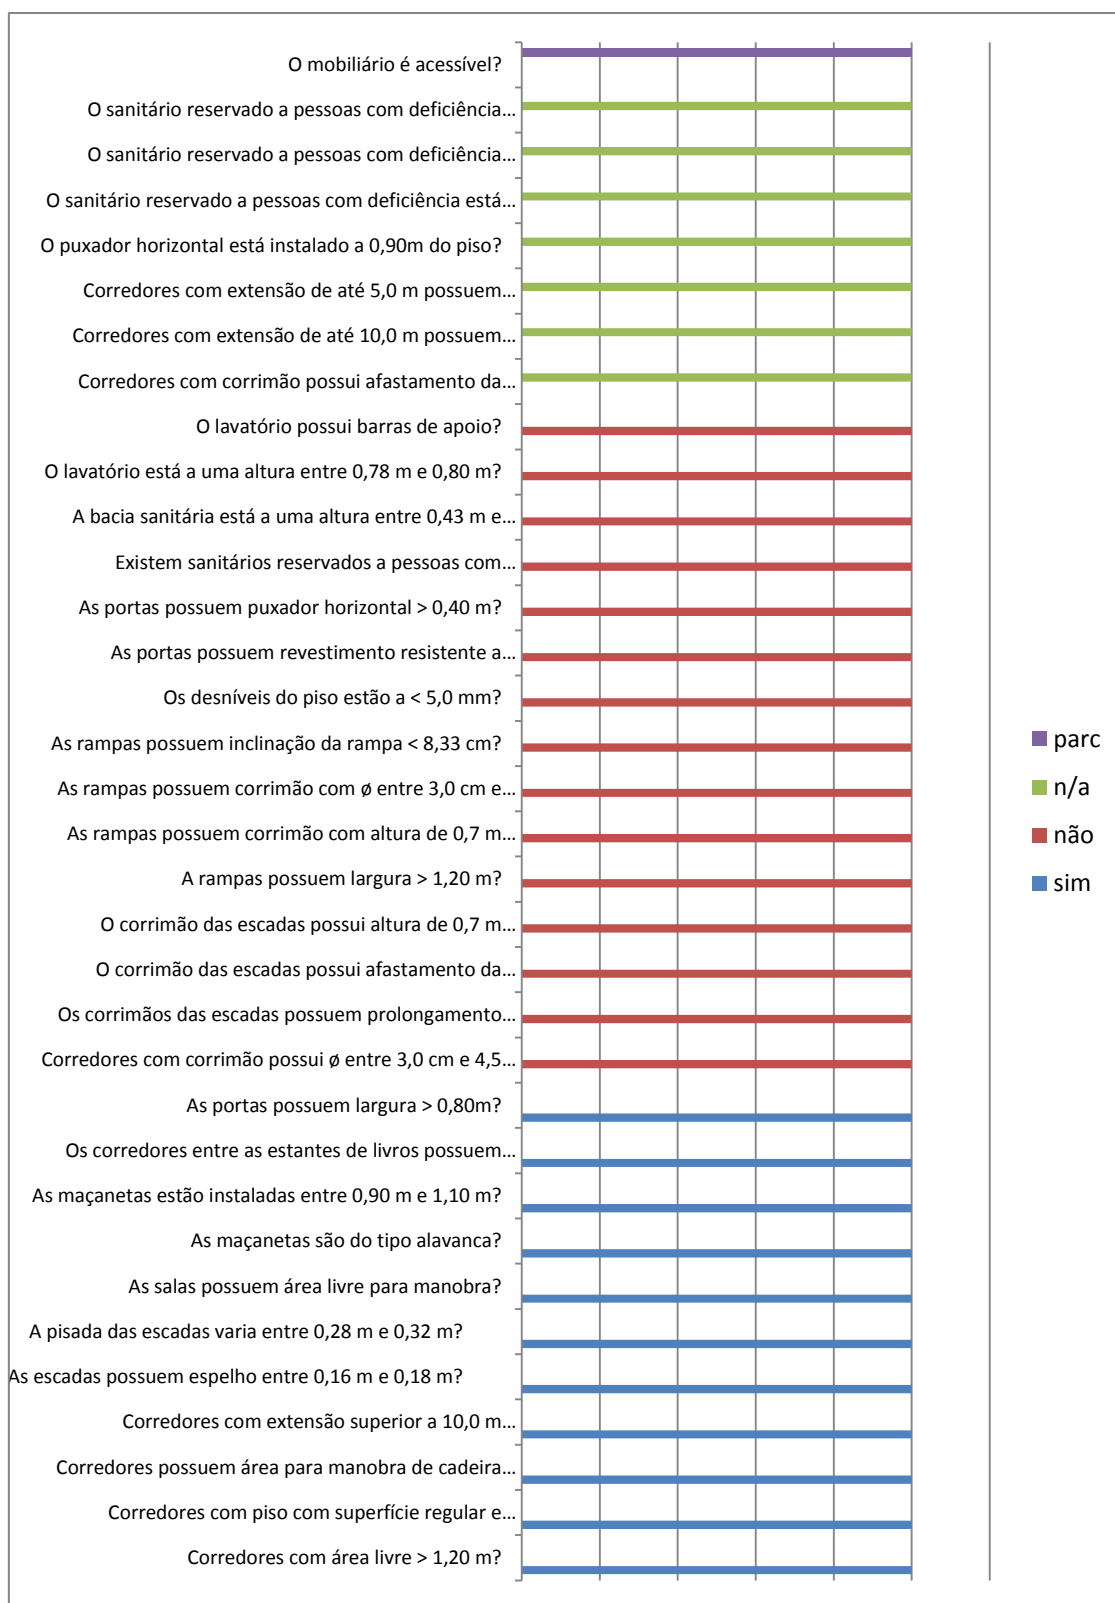 O mobiliário é acessível?
O sanitário reservado a pessoas com deficiência...
O sanitário reservado a pessoas com deficiência...
O sanitário reservado a pessoas com deficiência está...
O puxador horizontal está instalado a 0,90m do piso?
Corredores com extensão de até 5,0 m possuem...
Corredores com extensão de até 10,0 m possuem...
Corredores com corrimão possui afastamento da...
O lavatório possui barras de apoio?
O lavatório está a uma altura entre 0,78 m e 0,80 m?
A bacia sanitária está a uma altura entre 0,43 m e...
Existem sanitários reservados a pessoas com...
As portas possuem puxador horizontal > 0,40 m?
As portas possuem revestimento resistente a...
Os desníveis do piso estão a < 5,0 mm?
As rampas possuem inclinação da rampa < 8,33 cm?
As rampas possuem corrimão com ø entre 3,0 cm e...
As rampas possuem corrimão com altura de 0,7 m...
A rampas possuem largura > 1,20 m?
O corrimão das escadas possui altura de 0,7 m...
O corrimão das escadas possui afastamento da...
Os corrimãos das escadas possuem prolongamento...
Corredores com corrimão possui ø entre 3,0 cm e 4,5...
As portas possuem largura > 0,80m?
Os corredores entre as estantes de livros possuem...
As maçanetas estão instaladas entre 0,90 m e 1,10 m?
As maçanetas são do tipo alavanca?
As salas possuem área livre para manobra?
A pisada das escadas varia entre 0,28 m e 0,32 m?
As escadas possuem espelho entre 0,16 m e 0,18 m?
Corredores com extensão superior a 10,0 m...
Corredores possuem área para manobra de cadeira...
Corredores com piso com superfície regular e...
Corredores com área livre > 1,20 m?
parc
n/a
não
sim